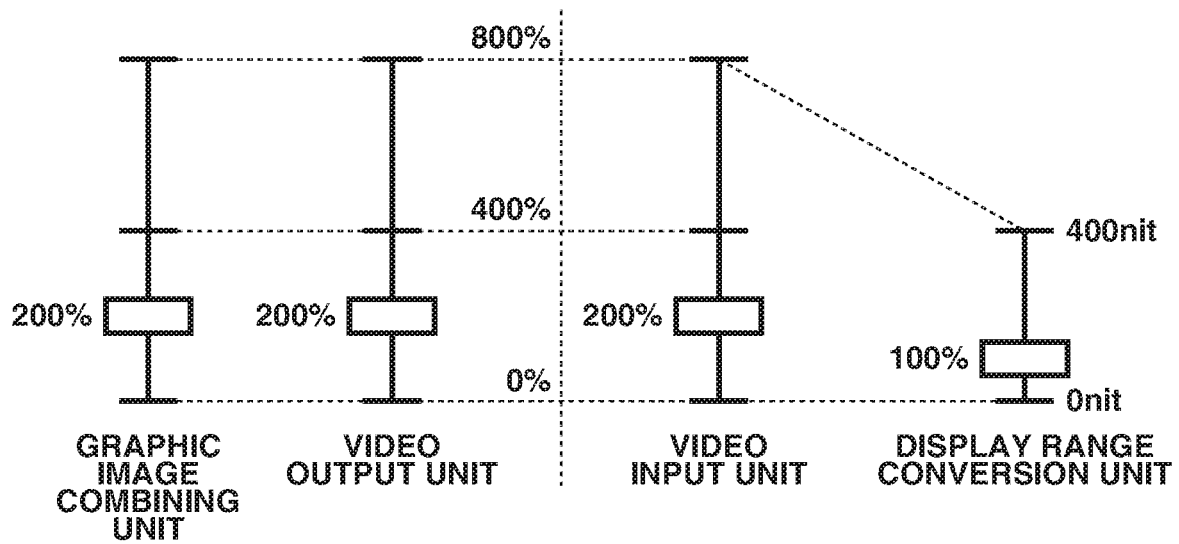 800%
400%
400nit
200%
200%
200%
100%
0%
0nit
GRAPHIC
IMAGE
COMBINING
UNIT
VIDEO
OUTPUT UNIT
VIDEO
INPUT UNIT
DISPLAY RANGE
CONVERSION UNIT